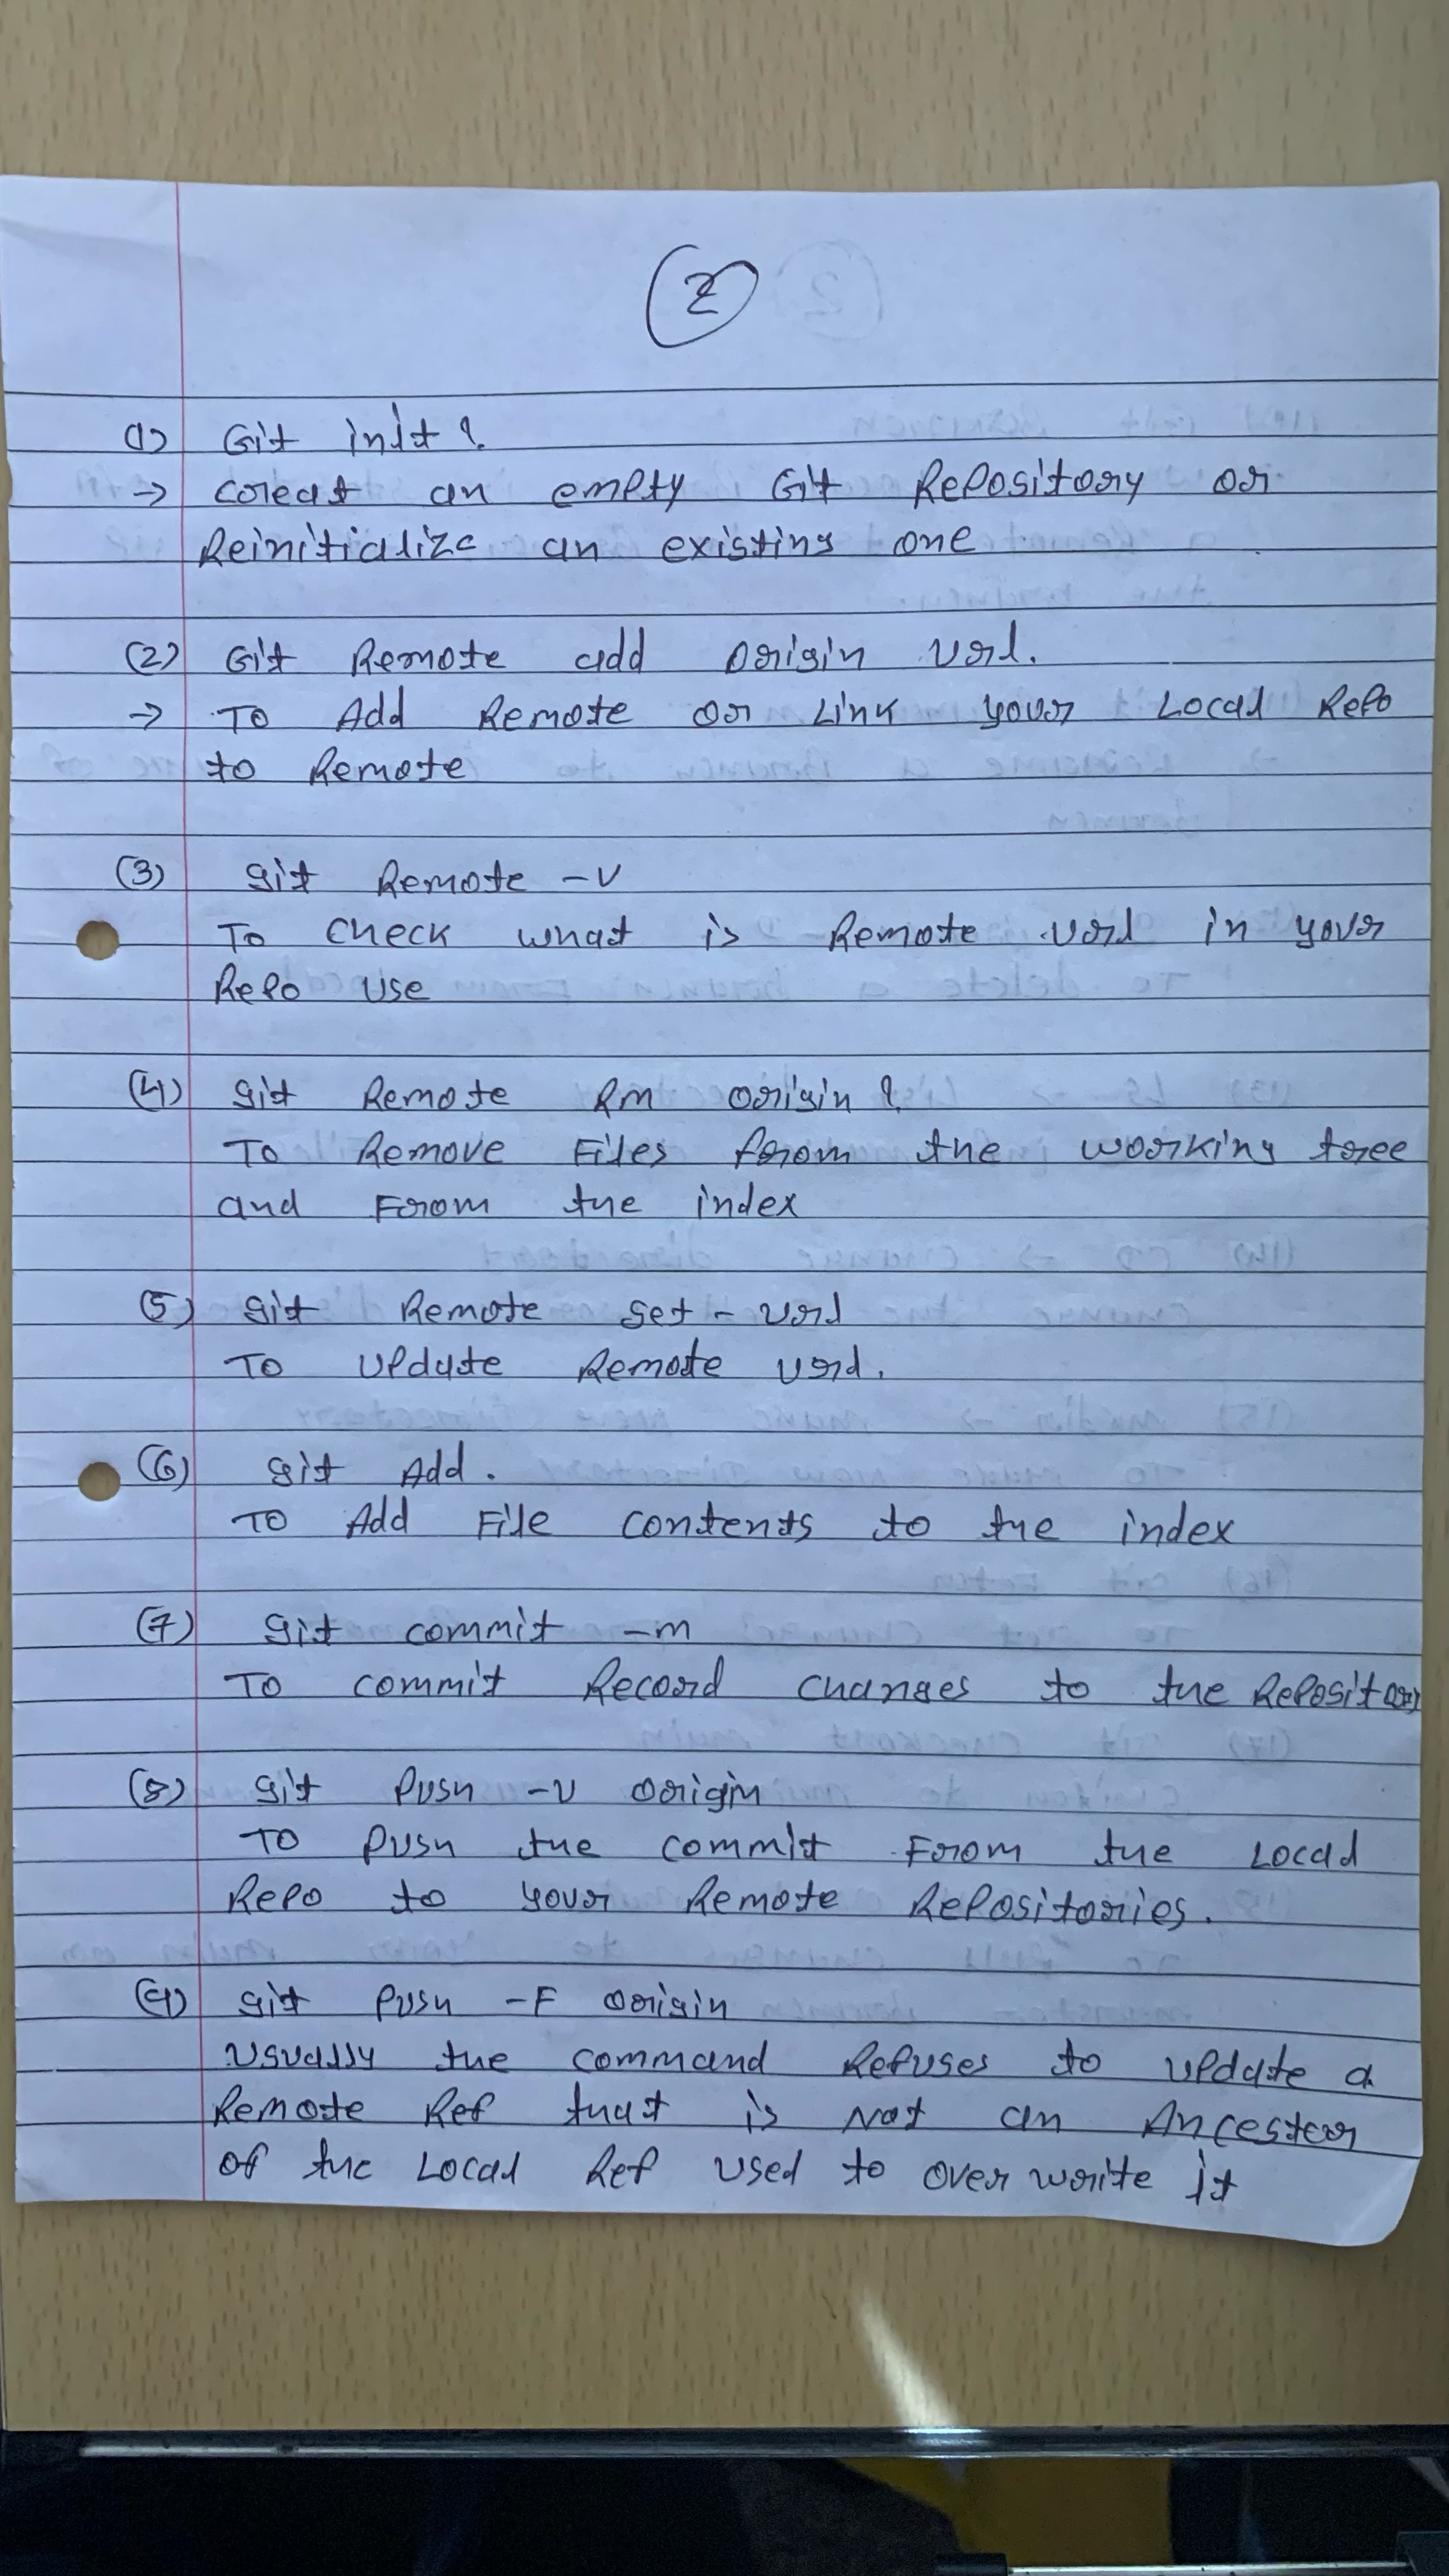 2
(1) Git init ?
→ Creat an empty Git Repository or
Reinitialize an existing one
(2) Git Remote add origin url.
→ To Add Remote or Link your Local Repo
to Remote
(3) git Remote -v
To check what is Remote url in your
Repo use
(4) git Remote Rm origin ?
To Remove Files from the working tree
and From the index
(5) git Remote set - url
To update Remote url.
(6) git Add .
To Add File contents to the index
(7) git commit -m
To commit Record changes to the Repository
(8) git Push -u origin
To Push the commit From the Local
Repo to your Remote Repositories.
(9) git Push -F origin
Usually the command Refuses to update a
Remote Ref that is not an Ancester
of the Local Ref used to over write it